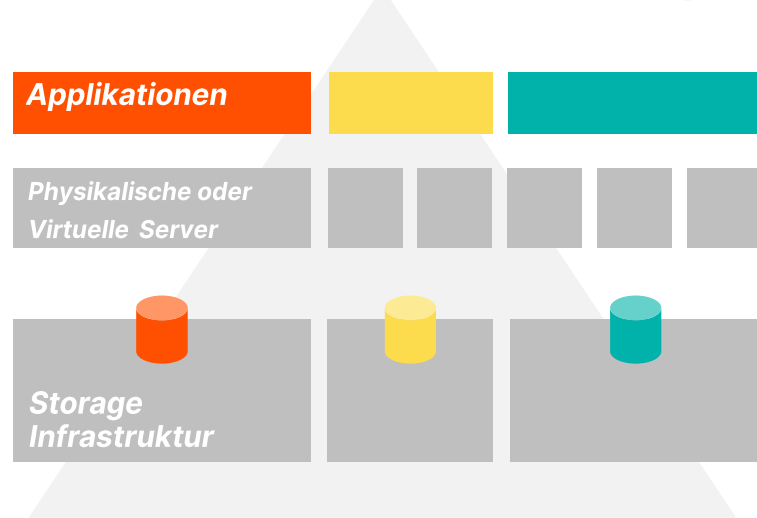 Applikationen
Physikalische oder
Virtuelle Server
Storage
Infrastruktur